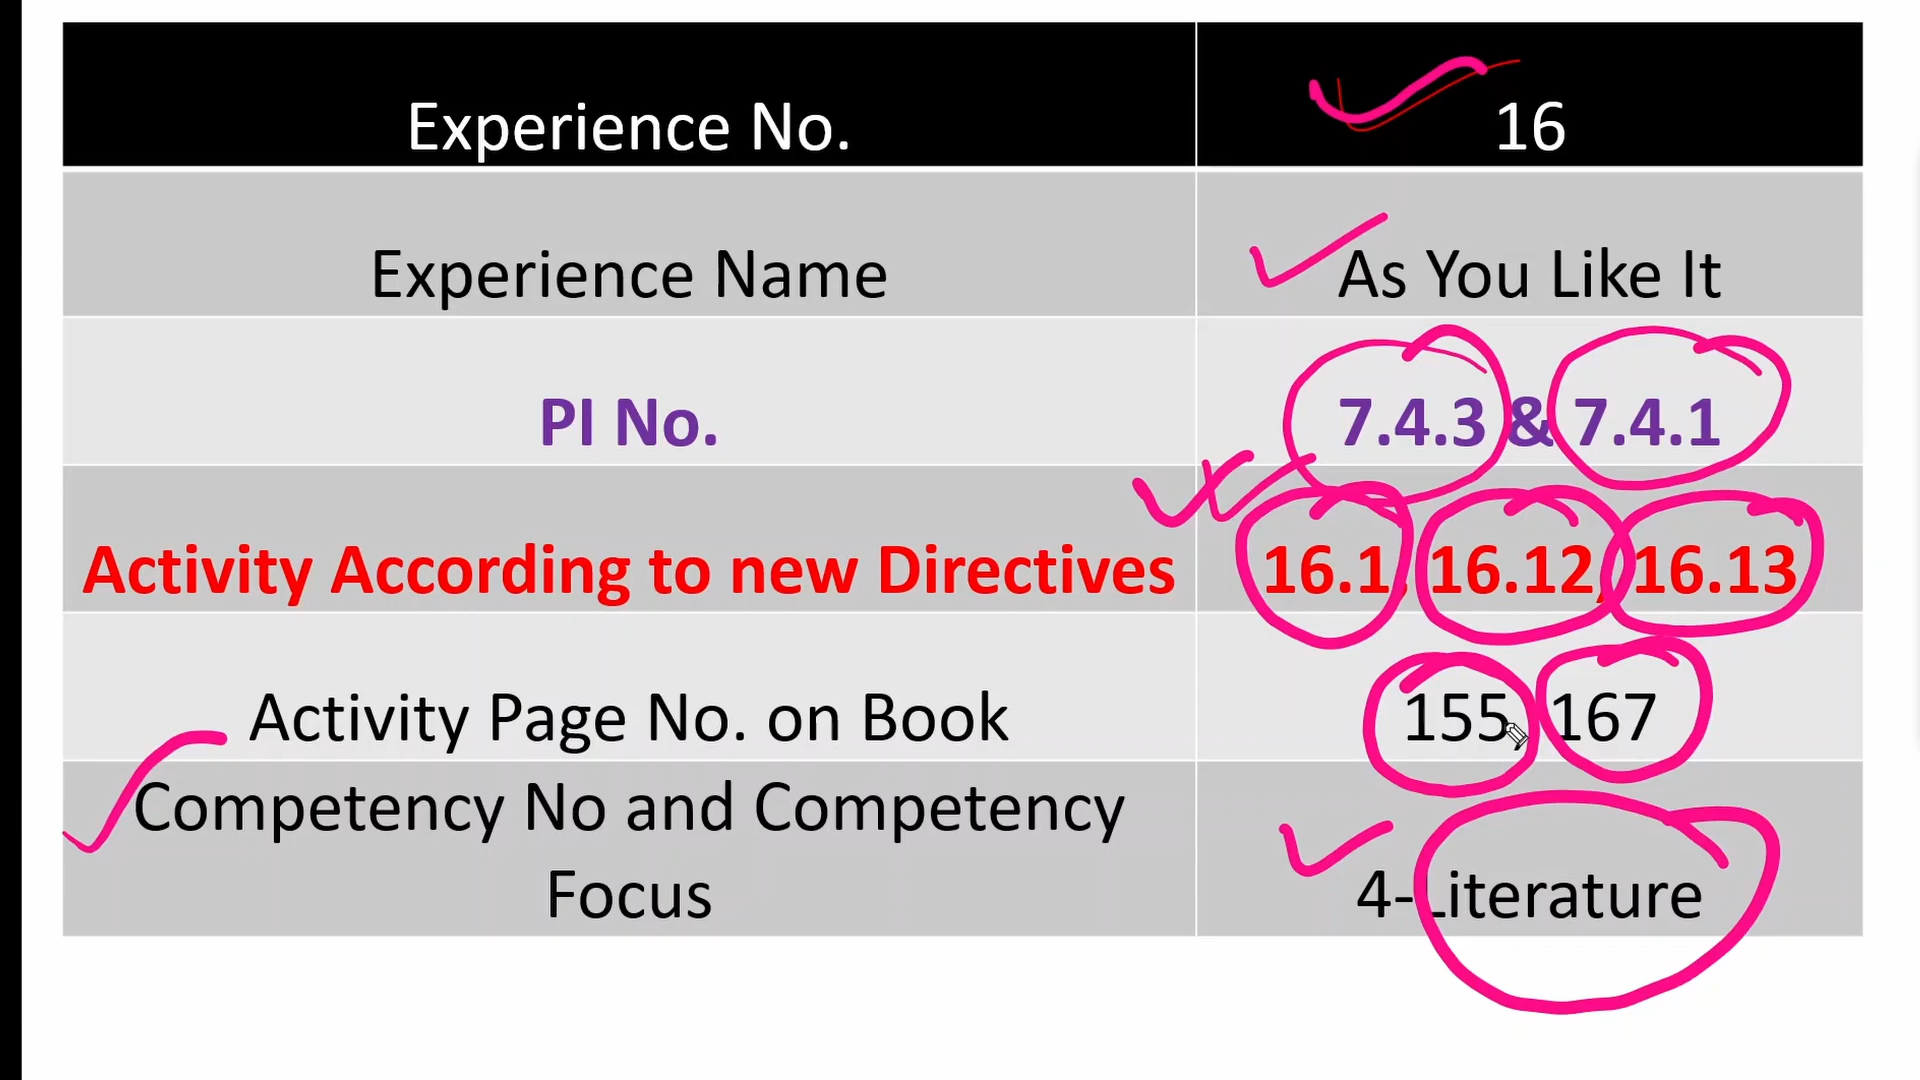 Experience No. 16
Experience Name As You Like It
PI No. 7.4.3 & 7.4.1
Activity According to new Directives 16.1, 16.12, 16.13
Activity Page No. on Book 155, 167
Competency No and Competency
Focus 4-Literature